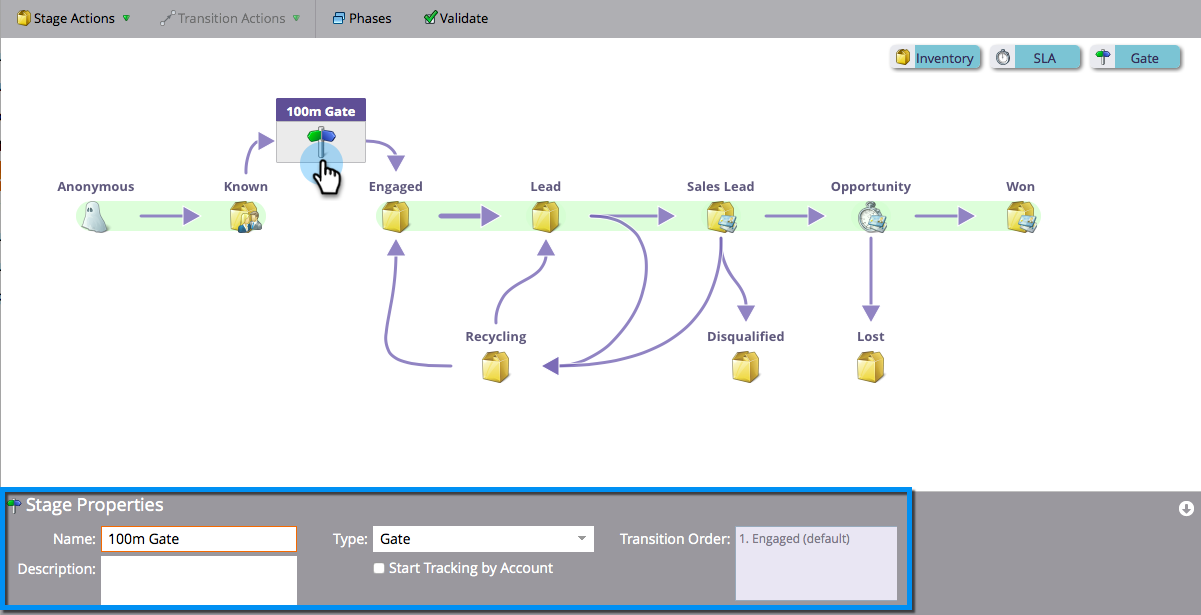 Stage Actions Transition Actions Phases Validate
Inventory SLA Gate
100m Gate
Anonymous Known Engaged Lead Sales Lead Opportunity Won
Recycling Disqualified Lost
Stage Properties
Name: 100m Gate Type: Gate Transition Order: 1. Engaged (default)
Description: Start Tracking by Account